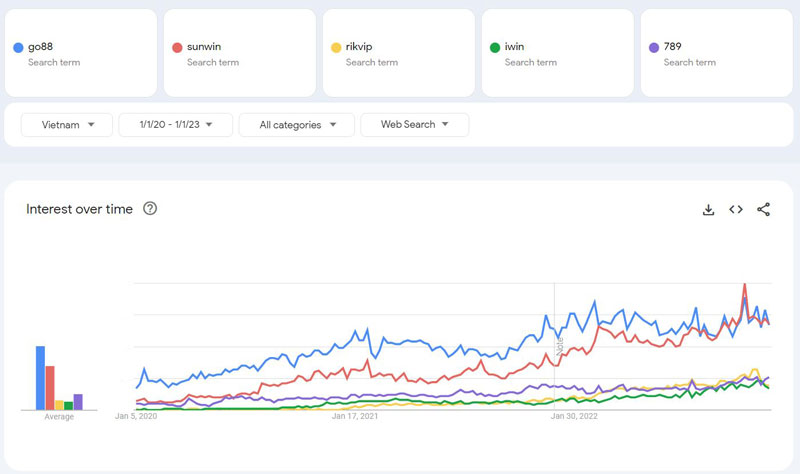 go88
Search term
sunwin
Search term
rikvip
Search term
iwin
Search term
789
Search term
Vietnam
1/1/20 - 1/1/23
All categories
Web Search
Interest over time
Note
Average
Jan 5, 2020
Jan 17, 2021
Jan 30, 2022